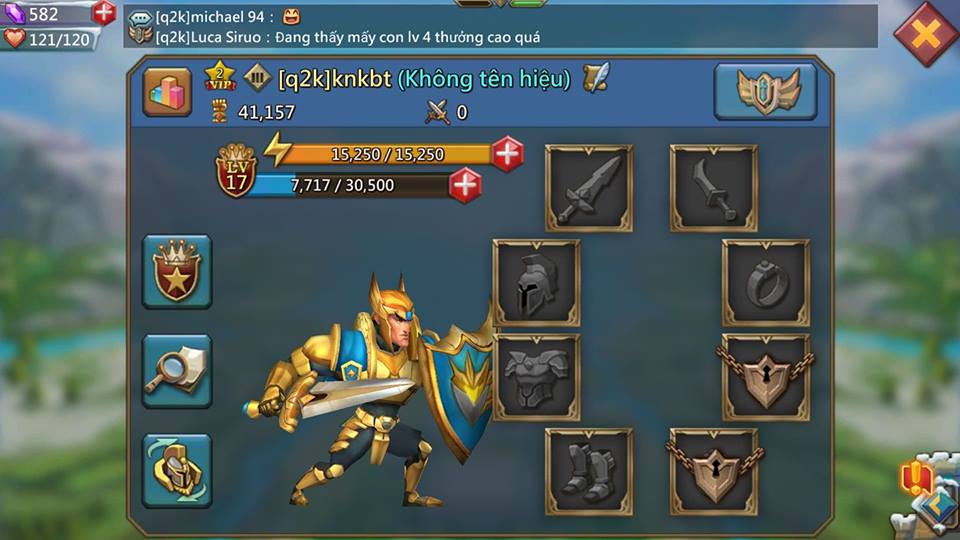 582
121/120
[q2k]michael 94 :
[q2k]Luca Siruo : Đang thấy mấy con lv 4 thưởng cao quá
2
VIP
III
[q2k]knkbt (Không tên hiệu)
41,157
0
LV
17
15,250 / 15,250
7,717 / 30,500